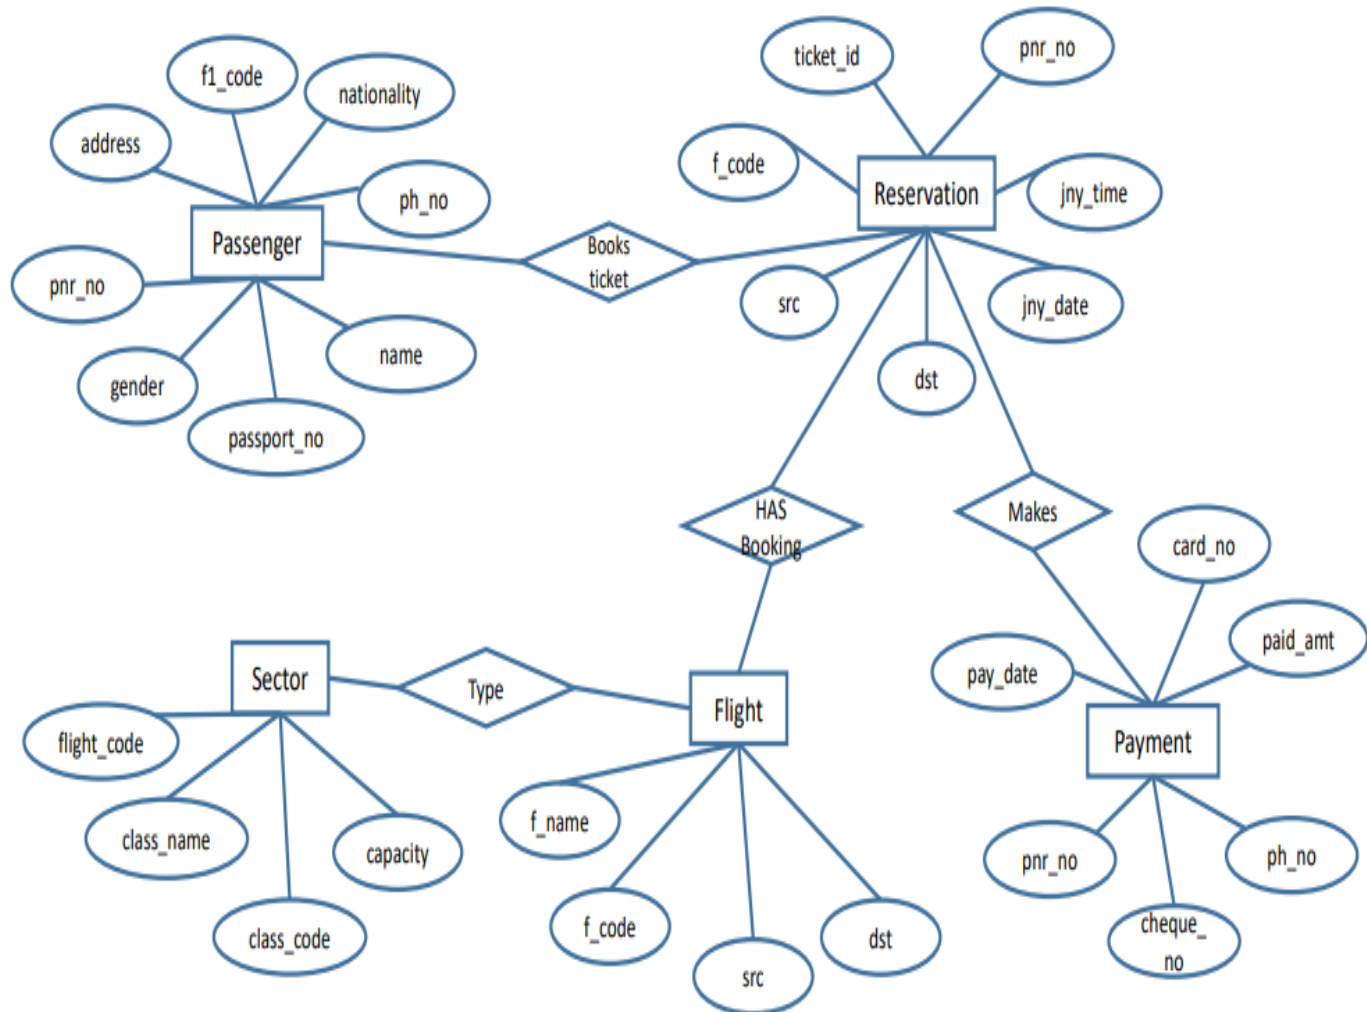 ticket_id
pnr_no
f1_code
nationality
address
f_code
Reservation
jny_time
ph_no
Passenger
Books
ticket
pnr_no
src
jny_date
name
gender
dst
passport_no
HAS
Booking
Makes
card_no
paid_amt
pay_date
Sector
Type
Flight
Payment
flight_code
f_name
class_name
capacity
pnr_no
ph_no
class_code
f_code
dst
cheque_
no
src